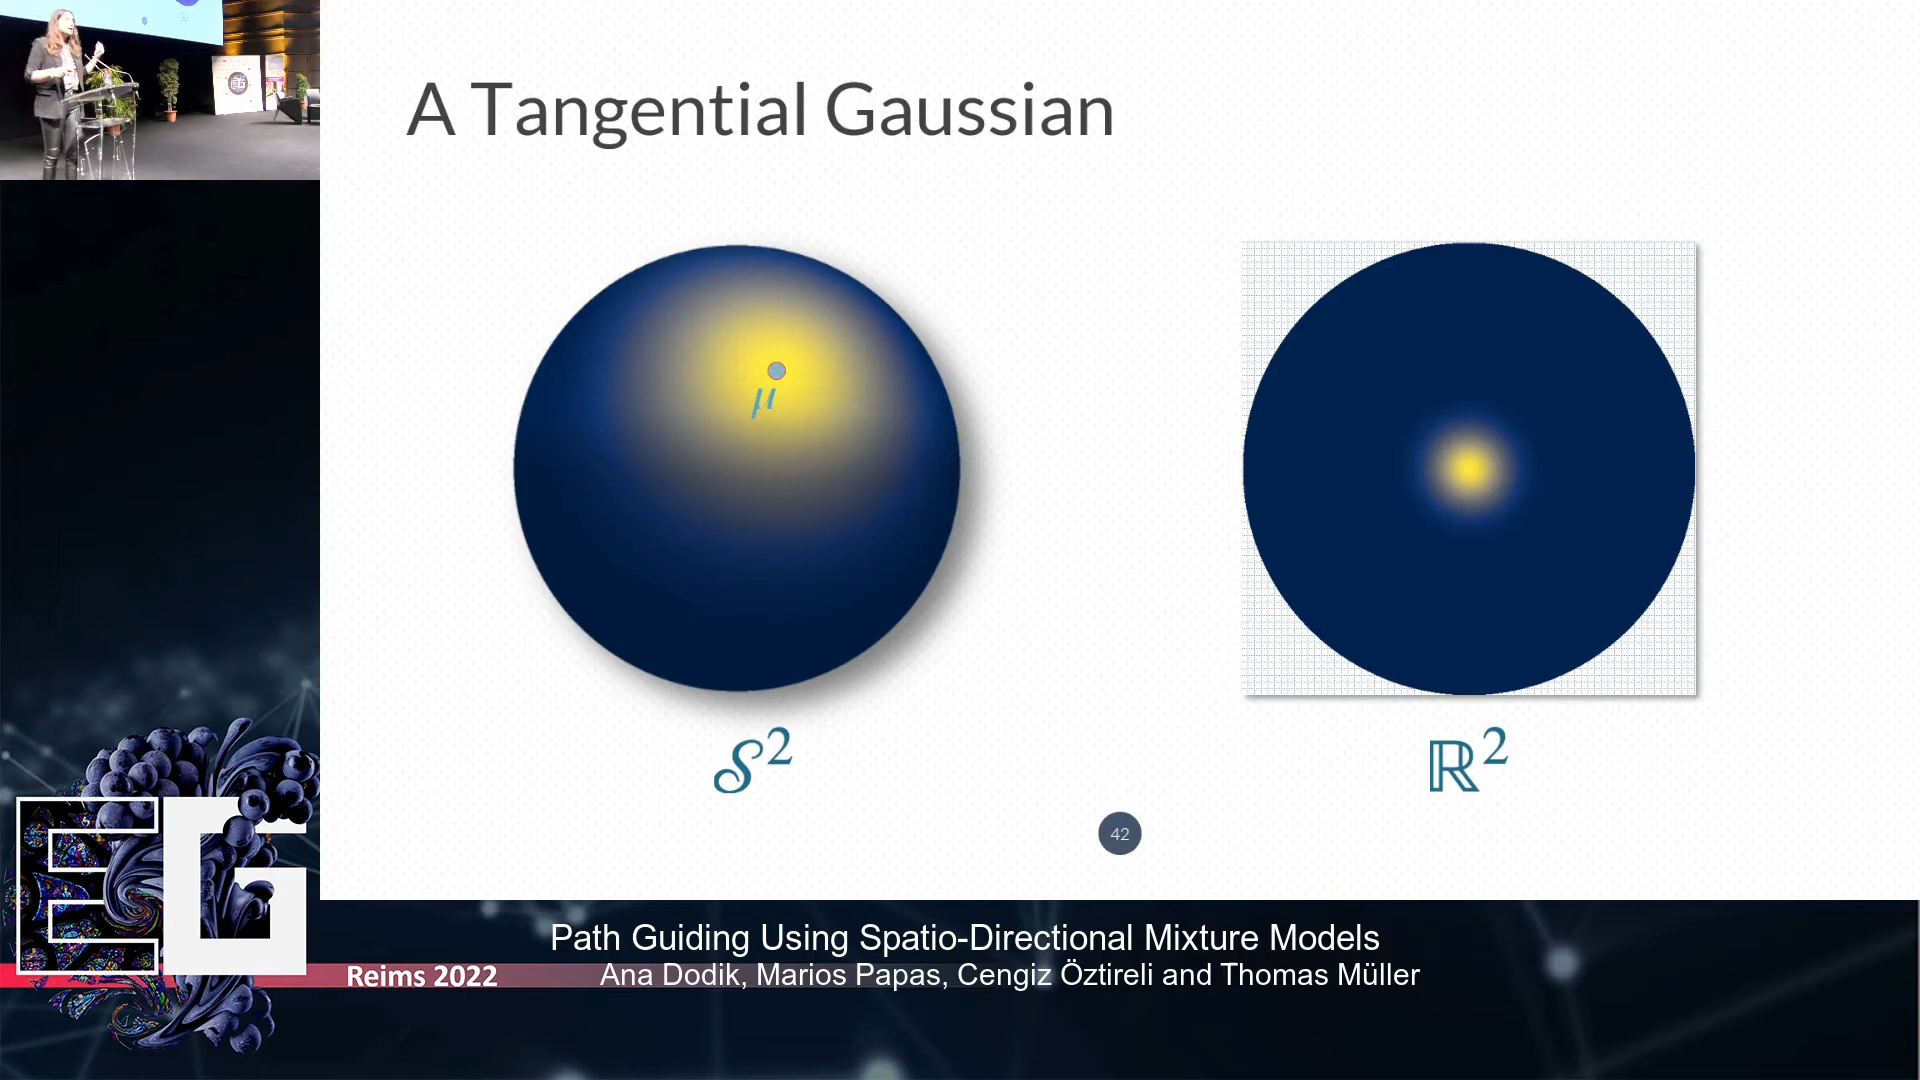 A Tangential Gaussian
μ
𝒮²
ℝ²
42
EG
Path Guiding Using Spatio-Directional Mixture Models
Reims 2022
Ana Dodik, Marios Papas, Cengiz Öztireli and Thomas Müller